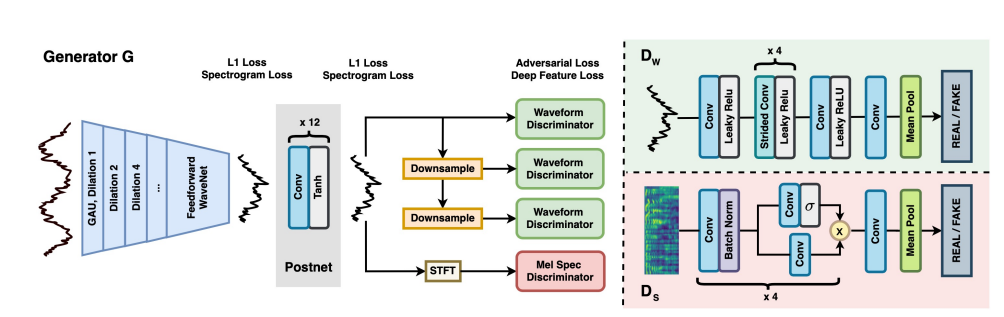 Generator G
L1 Loss
Spectrogram Loss
L1 Loss
Spectrogram Loss
Adversarial Loss
Deep Feature Loss
GAU, Dilation 1
Dilation 2
Dilation 4
...
Feedforward
WaveNet
x 12
Conv
Tanh
Postnet
Downsample
Downsample
STFT
Waveform
Discriminator
Waveform
Discriminator
Waveform
Discriminator
Mel Spec
Discriminator
D_W
x 4
Conv
Leaky Relu
Strided Conv
Leaky Relu
Conv
Leaky ReLU
Conv
Mean Pool
REAL / FAKE
Conv
Batch Norm
Conv
σ
Conv
x
Conv
Mean Pool
REAL / FAKE
x 4
D_S